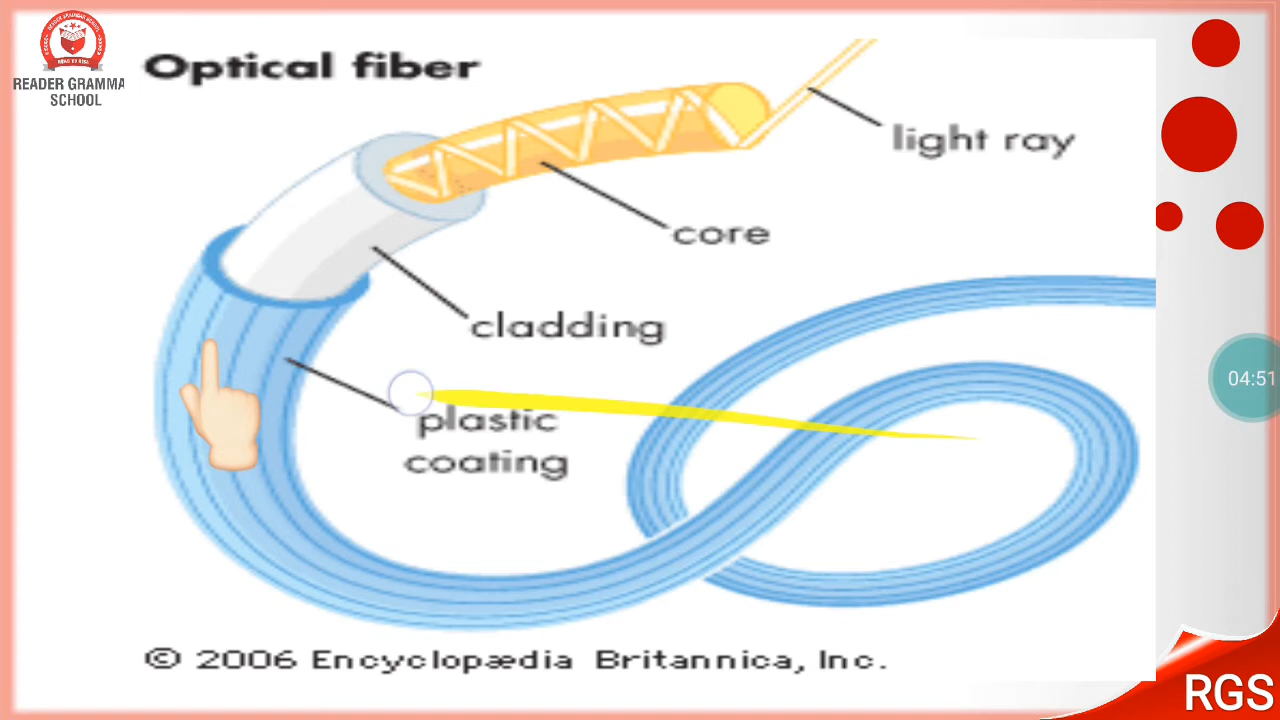 READER GRAMMA
SCHOOL
Optical fiber
light ray
core
cladding
plastic
coating
04:51
© 2006 Encyclopædia Britannica, Inc.
RGS